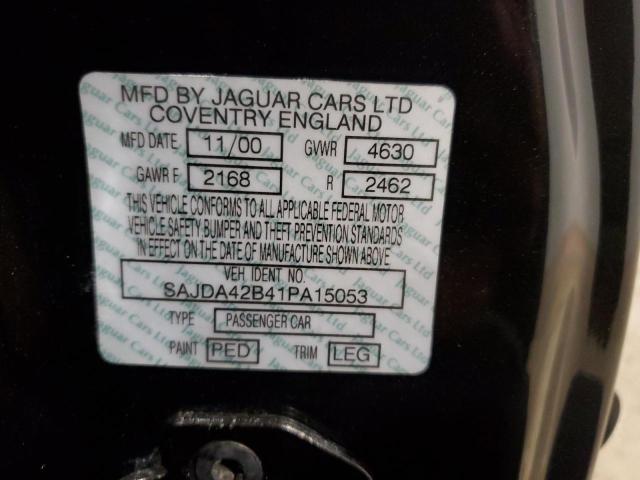 MFD BY JAGUAR CARS LTD
COVENTRY ENGLAND
MFD DATE 11/00 GVWR 4630
GAWR F 2168 R 2462
THIS VEHICLE CONFORMS TO ALL APPLICABLE FEDERAL MOTOR
VEHICLE SAFETY BUMPER AND THEFT PREVENTION STANDARDS
IN EFFECT ON THE DATE OF MANUFACTURE SHOWN ABOVE
VEH IDENT NO.
SAJDA42B41PA15053
TYPE PASSENGER CAR
PAINT PED TRIM LEG